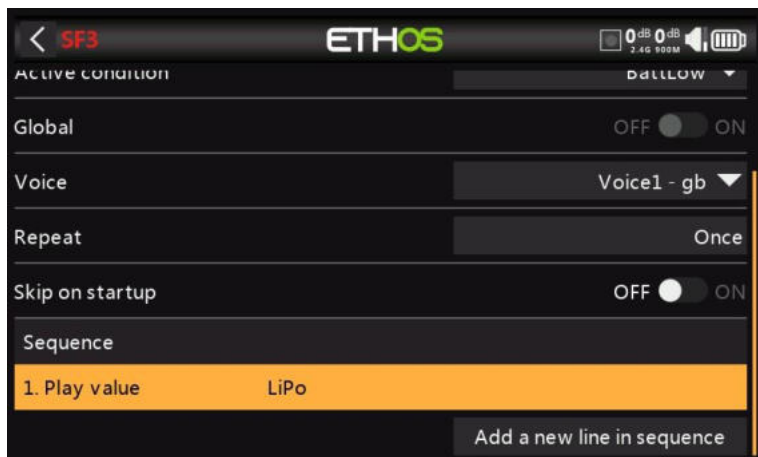 SF3 ETHOS 0dB 0dB
2.4G 900M
Active condition BattLow
Global OFF ON
Voice Voice1 - gb
Repeat Once
Skip on startup OFF ON
Sequence
1. Play value LiPo
Add a new line in sequence